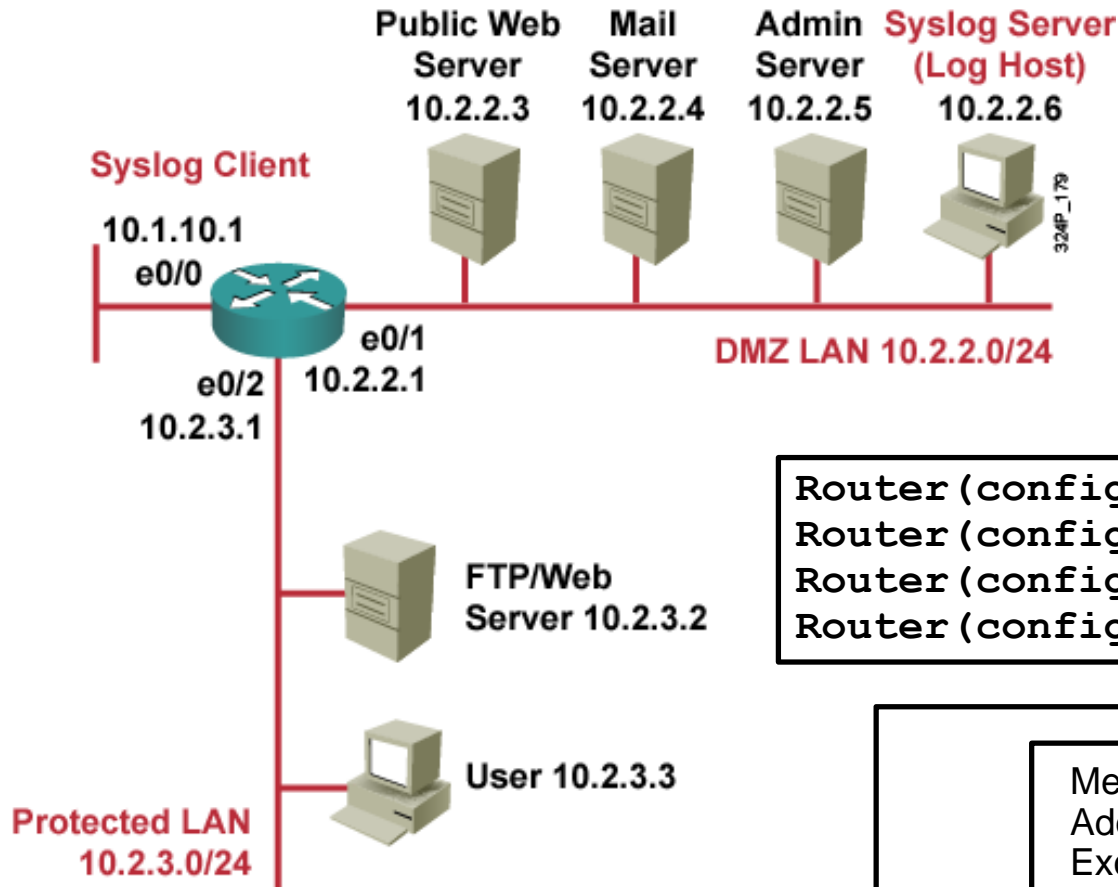 Public Web
Server
10.2.2.3
Mail
Server
10.2.2.4
Admin
Server
10.2.2.5
Syslog Server
(Log Host)
10.2.2.6
324P_179
Syslog Client
10.1.10.1
e0/0
e0/1
10.2.2.1
e0/2
10.2.3.1
DMZ LAN 10.2.2.0/24
Router(config
Router(config
Router(config
Router(config
FTP/Web
Server 10.2.3.2
User 10.2.3.3
Protected LAN
10.2.3.0/24